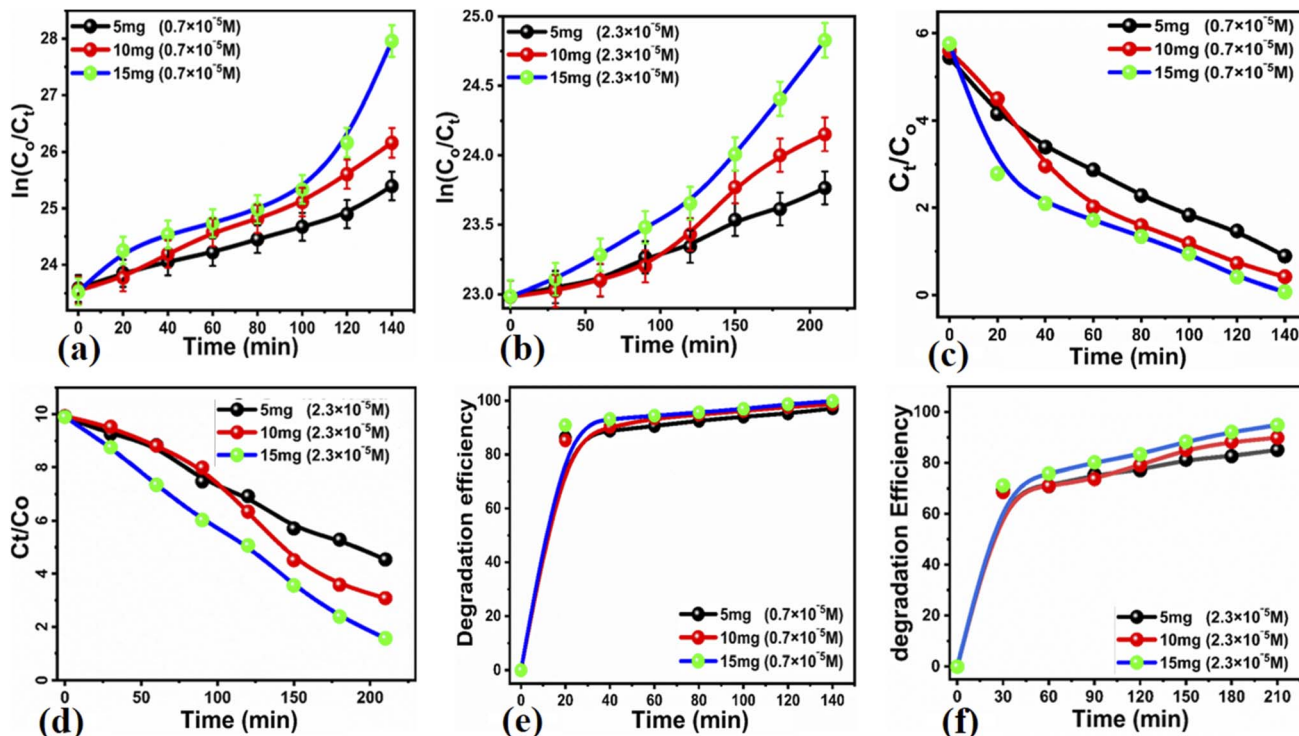 5mg (0.7×10⁻⁵M)
10mg (0.7×10⁻⁵M)
15mg (0.7×10⁻⁵M)
ln(Cₒ/Cₜ)
28
27
26
25
24
0 20 40 60 80 100 120 140
Time (min)
(a)
5mg (2.3×10⁻⁵M)
10mg (2.3×10⁻⁵M)
15mg (2.3×10⁻⁵M)
ln(Cₒ/Cₜ)
25.0
24.5
24.0
23.5
23.0
0 50 100 150 200
Time (min)
(b)
5mg (0.7×10⁻⁵M)
10mg (0.7×10⁻⁵M)
15mg (0.7×10⁻⁵M)
Cₜ/Cₒ
6
4
2
0
0 20 40 60 80 100 120 140
Time (min)
(c)
5mg (2.3×10⁻⁵M)
10mg (2.3×10⁻⁵M)
15mg (2.3×10⁻⁵M)
Ct/Co
10
8
6
4
2
0
0 50 100 150 200
Time (min)
(d)
Degradation efficiency
100
80
60
40
20
0
5mg (0.7×10⁻⁵M)
10mg (0.7×10⁻⁵M)
15mg (0.7×10⁻⁵M)
0 20 40 60 80 100 120 140
Time (min)
(e)
degradation Efficiency
100
80
60
40
20
0
5mg (2.3×10⁻⁵M)
10mg (2.3×10⁻⁵M)
15mg (2.3×10⁻⁵M)
0 30 60 90 120 150 180 210
Time (min)
(f)